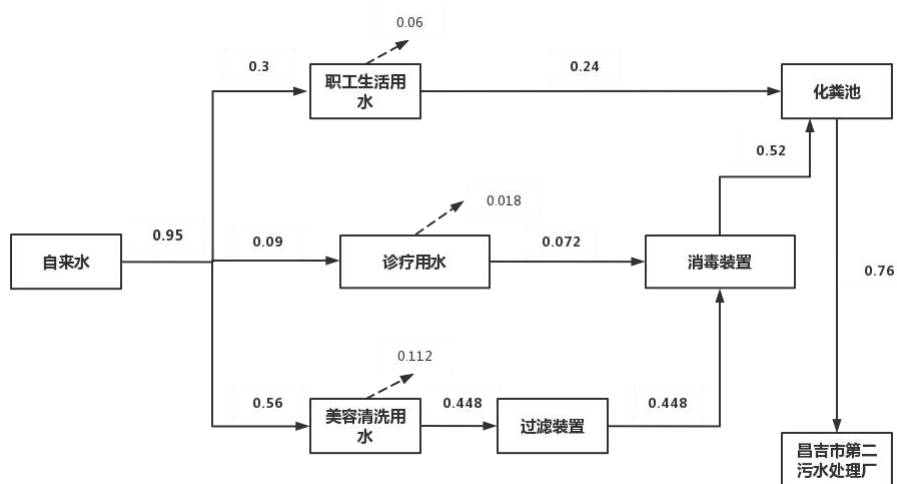 0.06
0.3
职工生活用
水
0.24
化粪池
0.52
0.018
自来水
0.95
0.09
诊疗用水
0.072
消毒装置
0.76
0.112
0.56
美容清洗用
水
0.448
过滤装置
0.448
昌吉市第二
污水处理厂